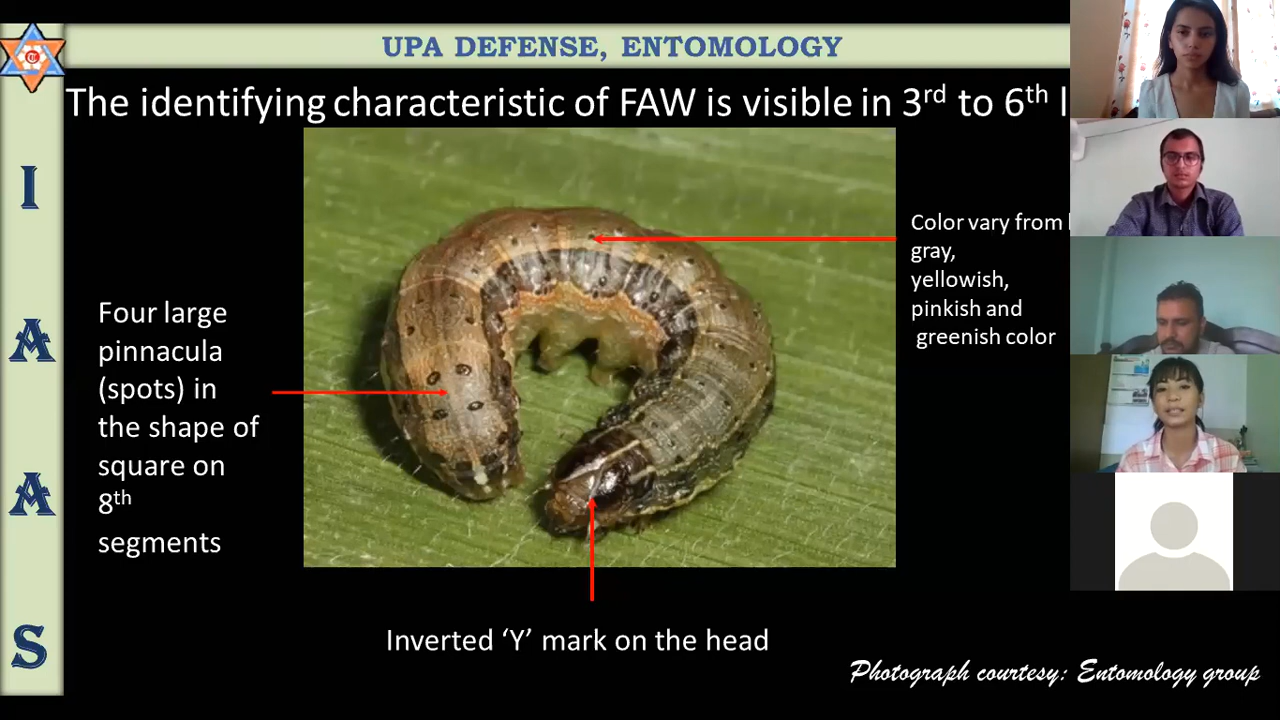 UPA DEFENSE, ENTOMOLOGY
The identifying characteristic of FAW is visible in 3rd to 6th
I
A
A
S
Color vary from
gray,
yellowish,
pinkish and
greenish color
Four large
pinnacula
(spots) in
the shape of
square on
8th
segments
Inverted ‘Y’ mark on the head
Photograph courtesy: Entomology group